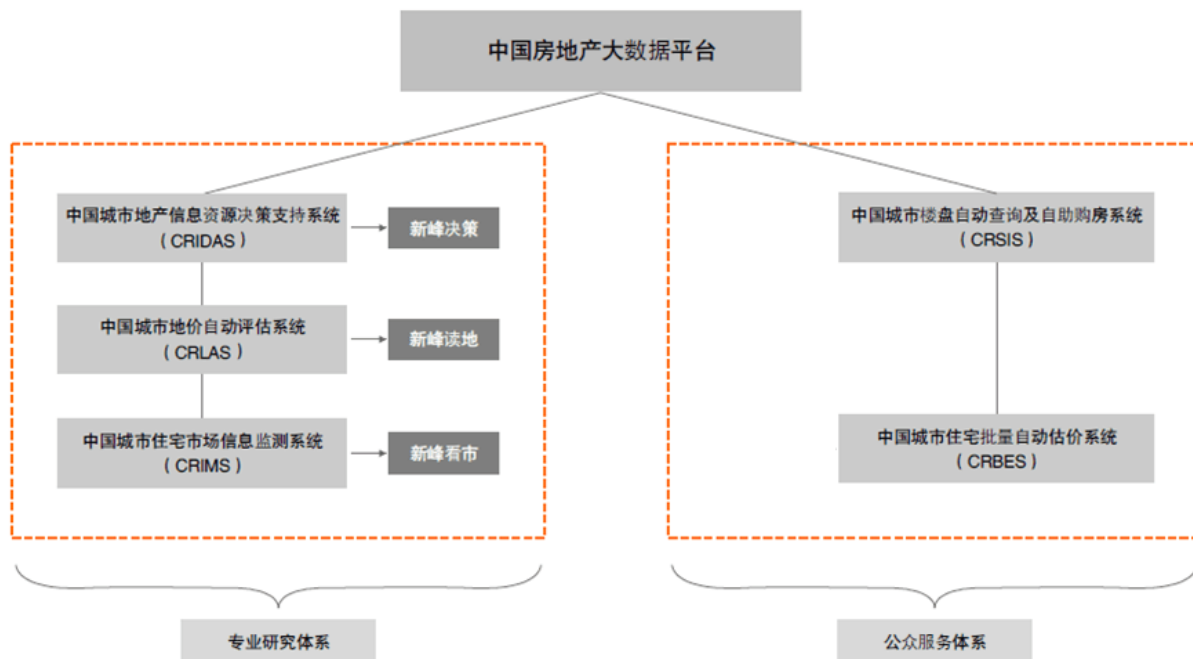 中国房地产大数据平台
中国城市地产信息资源决策支持系统
（CRIDAS）
新峰决策
中国城市地价自动评估系统
（CRLAS）
新峰读地
中国城市住宅市场信息监测系统
（CRIMS）
新峰看市
专业研究体系
中国城市楼盘自动查询及自助购房系统
（CRSIS）
中国城市住宅批量自动估价系统
（CRBES）
公众服务体系